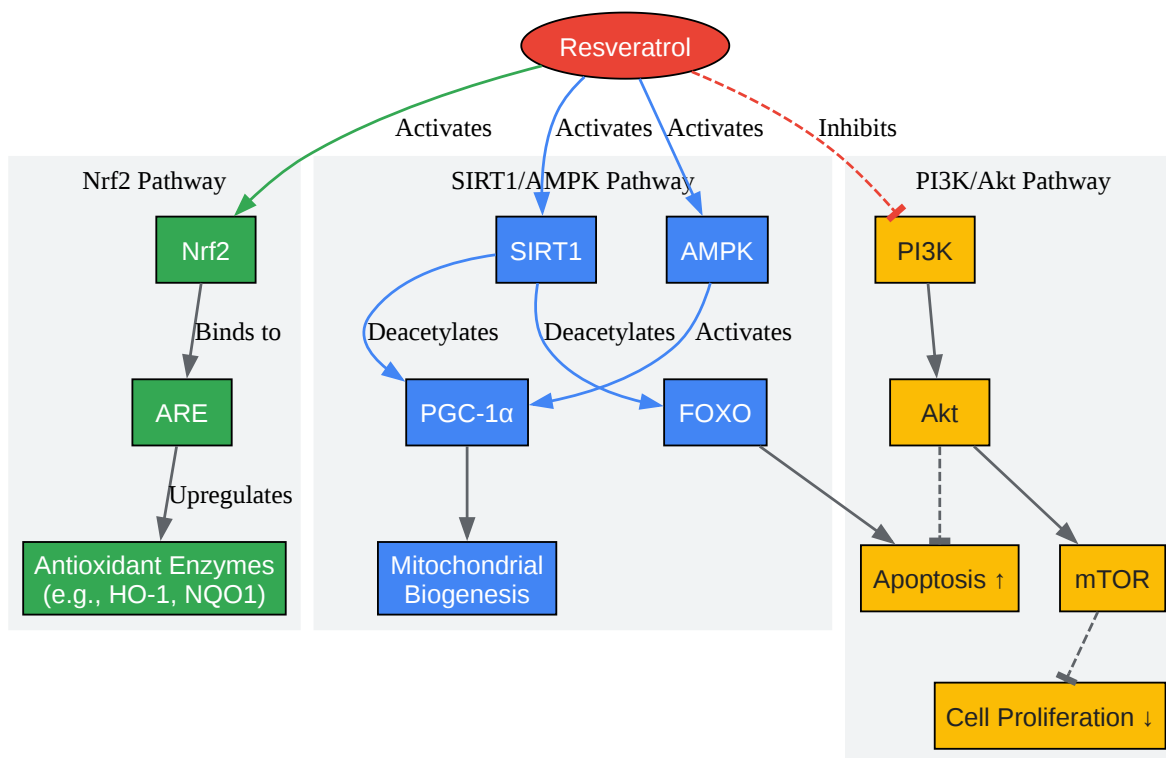 Resveratrol
Activates
Activates
Activates
Inhibits
Nrf2 Pathway
SIRT1/AMPK Pathway
PI3K/Akt Pathway
Nrf2
SIRT1
AMPK
PI3K
Binds to
Deacetylates
Deacetylates
Activates
ARE
PGC-1α
FOXO
Akt
Upregulates
Antioxidant Enzymes
(e.g., HO-1, NQO1)
Mitochondrial
Biogenesis
Apoptosis ↑
mTOR
Cell Proliferation ↓